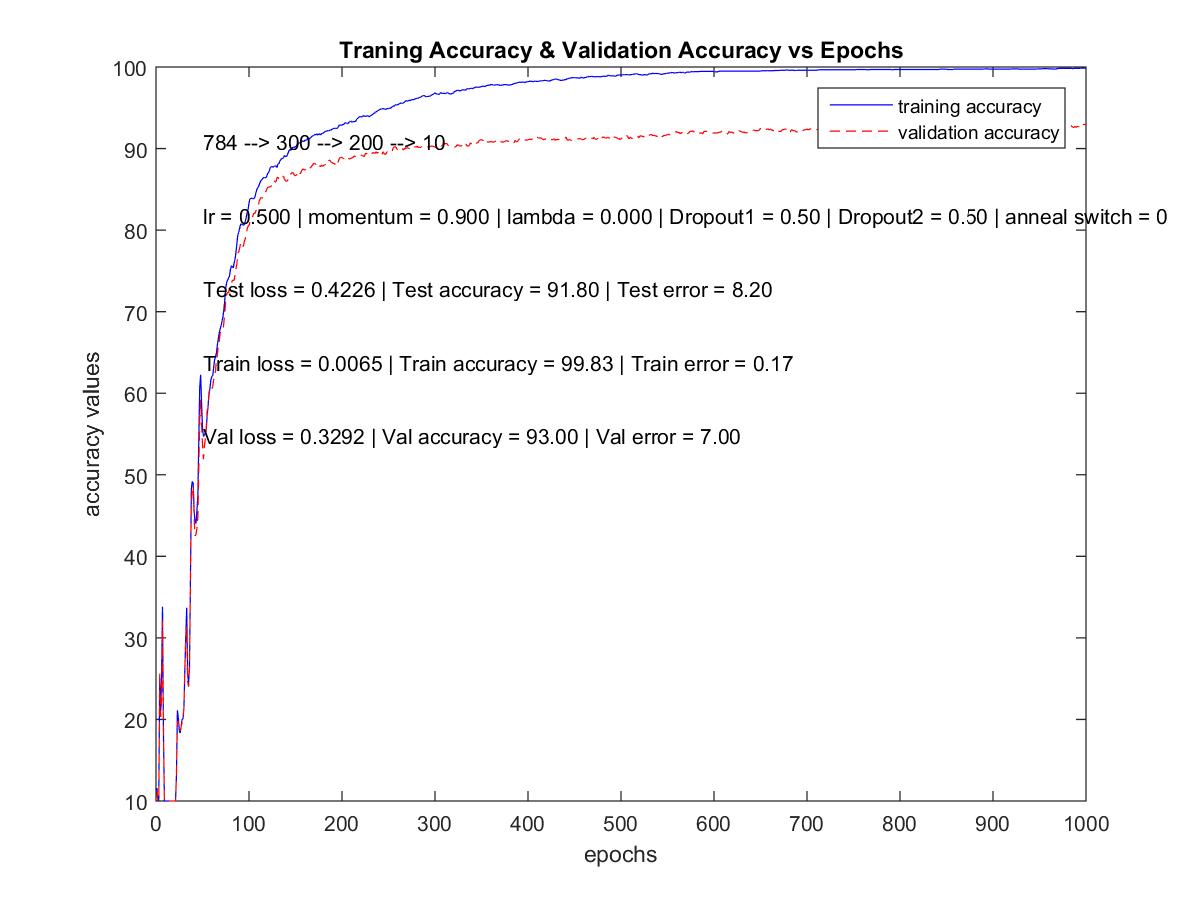 Traning Accuracy & Validation Accuracy vs Epochs
100
90
80
70
60
50
40
30
20
10
accuracy values
training accuracy
validation accuracy
784 --> 300 --> 200 --> 10
lr = 0.500 | momentum = 0.900 | lambda = 0.000 | Dropout1 = 0.50 | Dropout2 = 0.50 | anneal switch = 0
Test loss = 0.4226 | Test accuracy = 91.80 | Test error = 8.20
Train loss = 0.0065 | Train accuracy = 99.83 | Train error = 0.17
Val loss = 0.3292 | Val accuracy = 93.00 | Val error = 7.00
0 100 200 300 400 500 600 700 800 900 1000
epochs